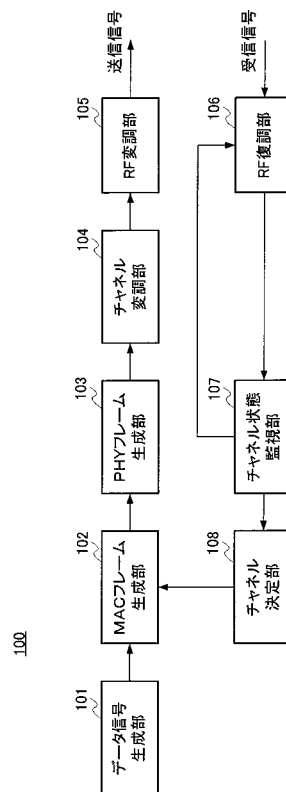 100
101
データ信号
生成部
102
MACフレーム
生成部
103
PHYフレーム
生成部
104
チャネル
変調部
105
RF変調部
送信信号
受信信号
106
RF復調部
107
チャネル状態
監視部
108
チャネル
決定部